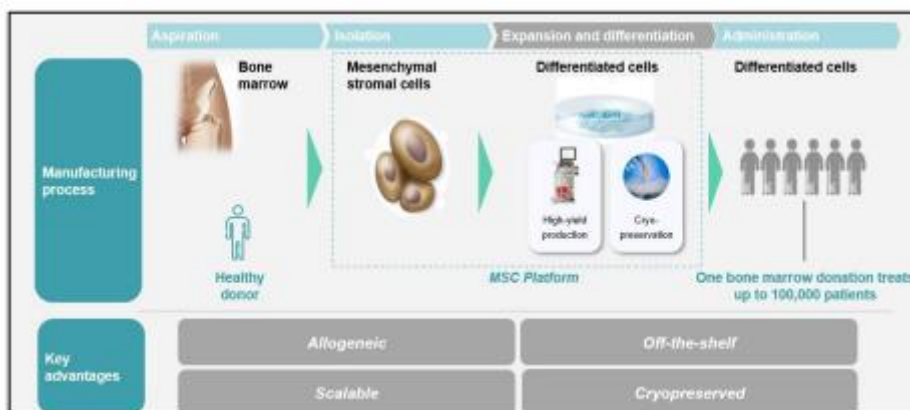 Aspiration
Isolation
Expansion and differentiation
Administration
Manufacturing
process
Bone
marrow
Mesenchymal
stromal cells
Differentiated cells
Differentiated cells
High-yield
production
Cryo-
preservation
Healthy
donor
MSC Platform
One bone marrow donation treats
up to 100,000 patients
Key
advantages
Allogeneic
Off-the-shelf
Scalable
Cryopreserved